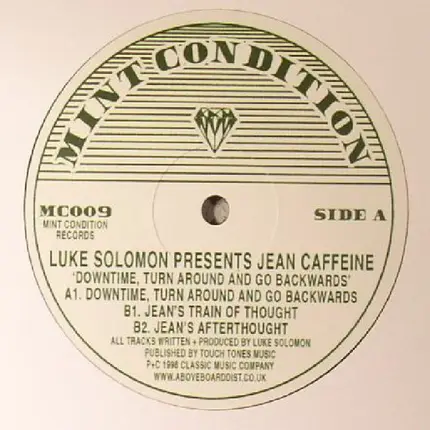 MINT CONDITION
MC009
SIDE A
MINT CONDITION
RECORDS
LUKE SOLOMON PRESENTS JEAN CAFFEINE
'DOWNTIME, TURN AROUND AND GO BACKWARDS'
A1. DOWNTIME, TURN AROUND AND GO BACKWARDS
B1. JEAN'S TRAIN OF THOUGHT
B2. JEAN'S AFTERTHOUGHT
ALL TRACKS WRITTEN + PRODUCED BY LUKE SOLOMON
PUBLISHED BY TOUCH TONES MUSIC
P+C 1998 CLASSIC MUSIC COMPANY
WWW.ABOVEBOARDDIST.CO.UK